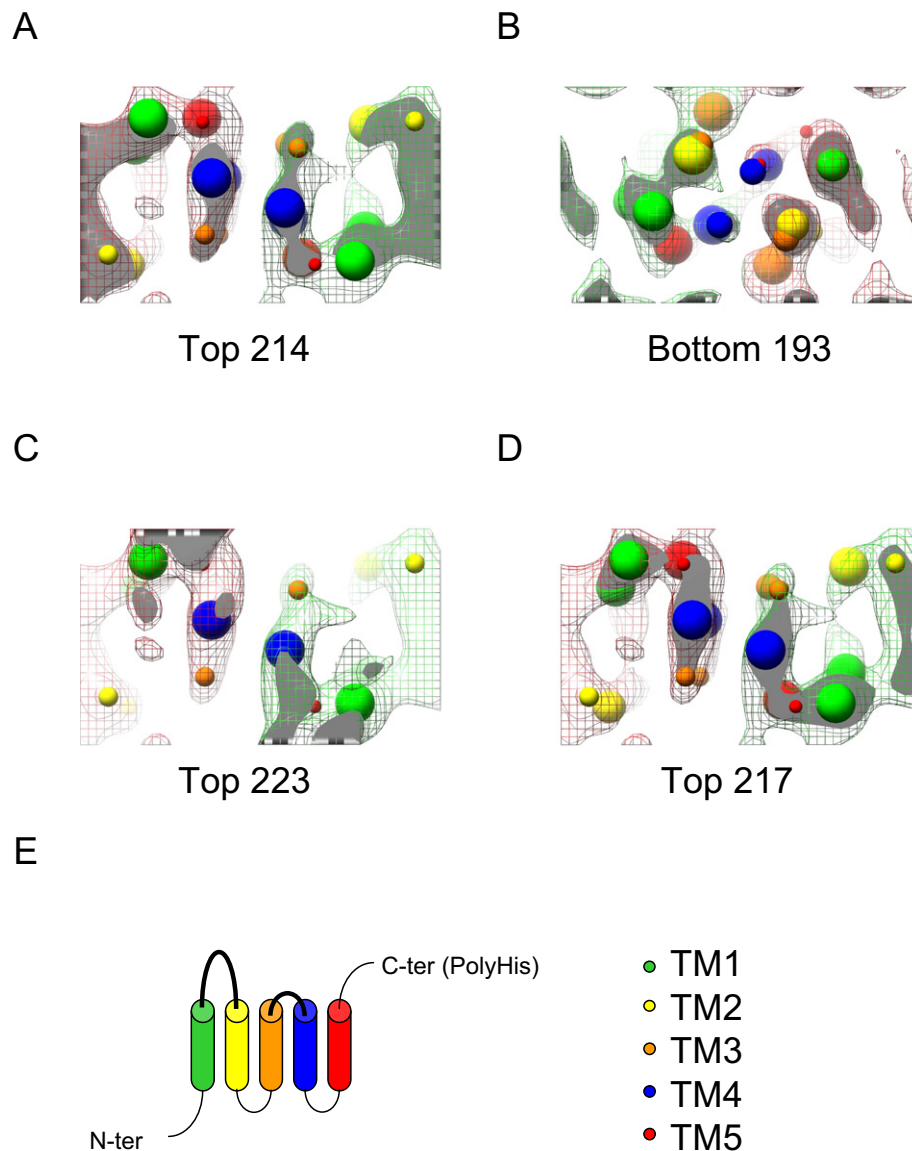 A
B
Top 214
Bottom 193
C
D
Top 223
Top 217
E
C-ter (PolyHis)
N-ter
TM1
TM2
TM3
TM4
TM5